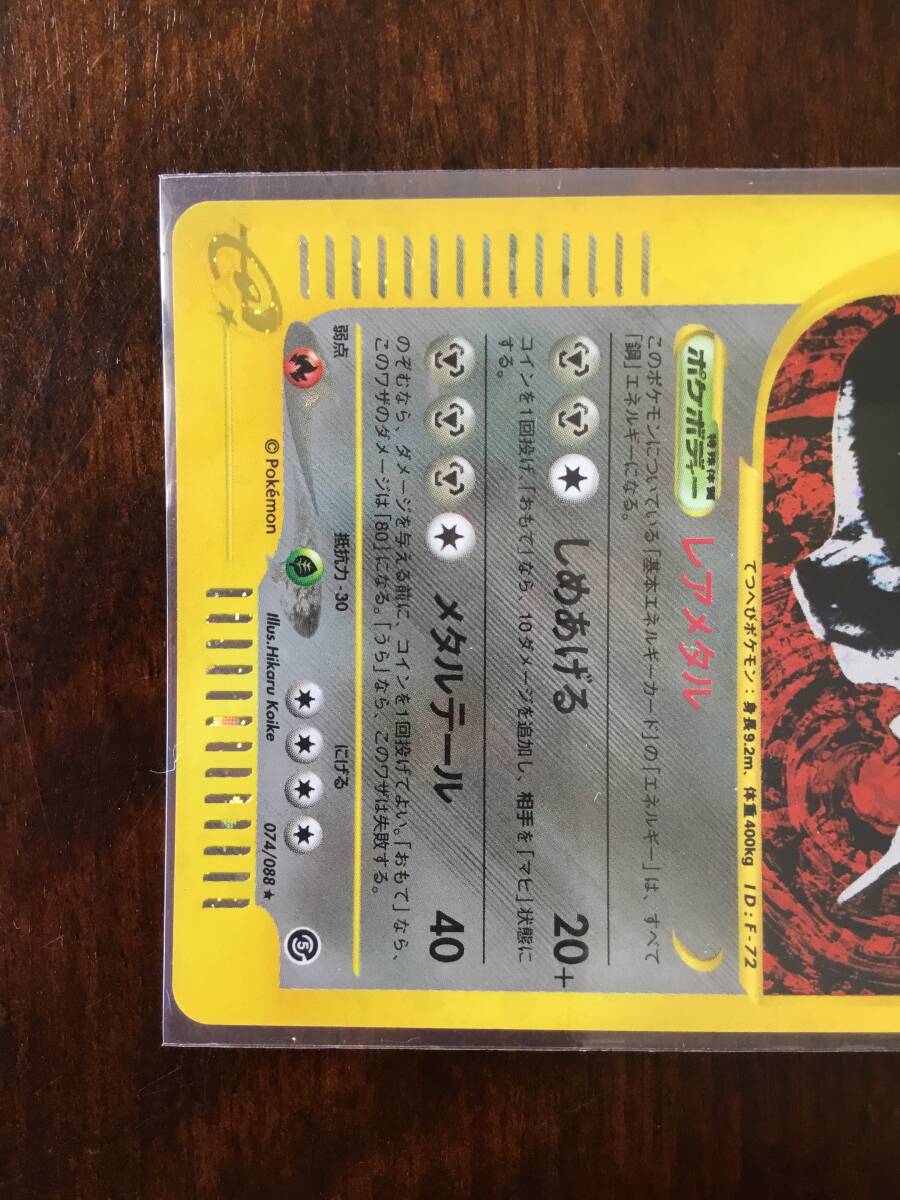 てつへびポケモン：身長9.2m、体重400kg ID：F-72
ポケボディー
特殊体質
レアメタル
このポケモンについている「基本エネルギーカード」の「エネルギー」は、すべて
「鋼」エネルギーになる。
しめあげる 20+
コインを1回投げ「おもて」なら、10ダメージを追加し、相手を「マヒ」状態に
する。
メタルテール 40
のぞむなら、ダメージを与える前に、コインを1回投げてよい。「おもて」なら、
このワザのダメージは「80」になる。「うら」なら、このワザは失敗する。
弱点 抵抗力 -30 にげる
5
©Pokémon Illus.Hikaru Koike 074/088★